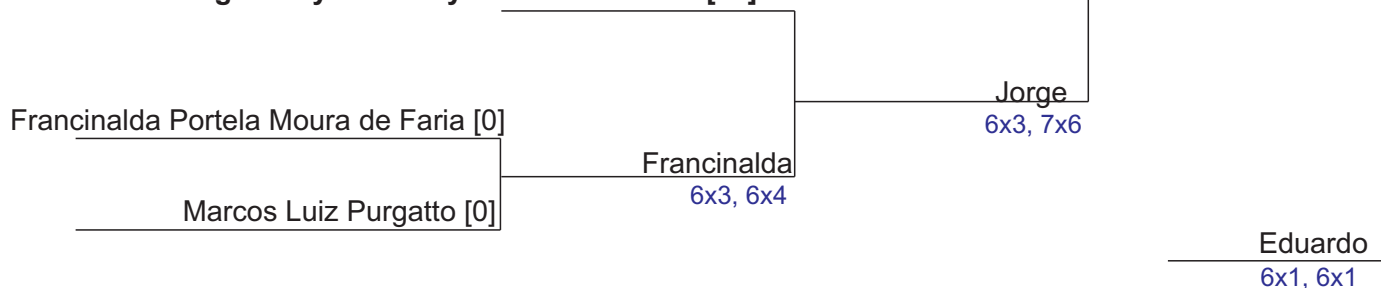 Jorge
Francinalda Portela Moura de Faria [0]
6x3, 7x6
Francinalda
6x3, 6x4
Marcos Luiz Purgatto [0]
Eduardo
6x1, 6x1